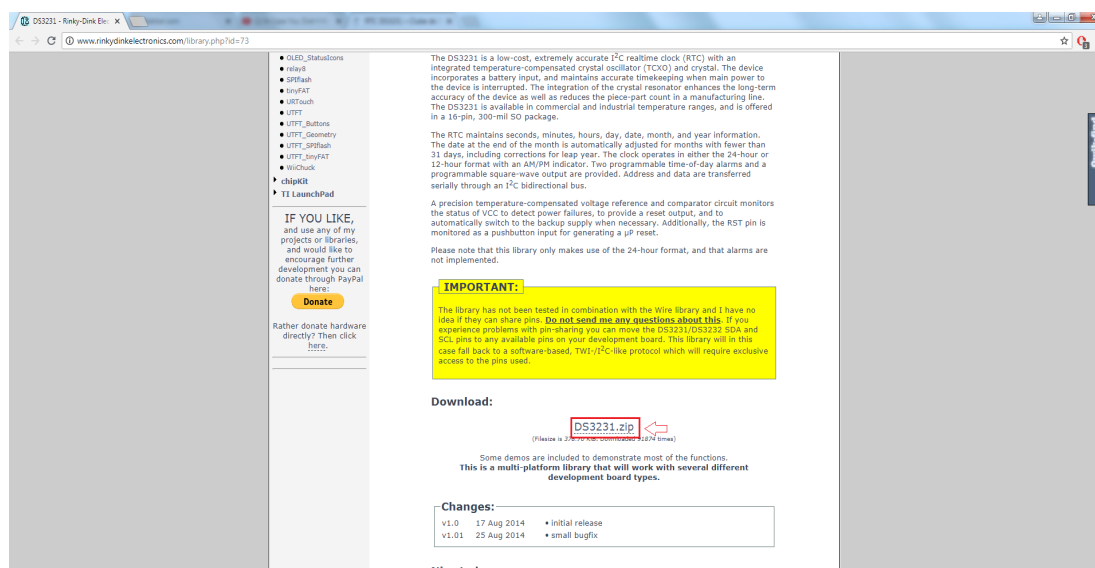 DS3231 - Rinky-Dink Elec
www.rinkydinkelectronics.com/library.php?id=73
OLED_StatusIcons
relay8
SPIflash
tinyFAT
URTouch
UTFT
UTFT_Buttons
UTFT_Geometry
UTFT_SPIflash
UTFT_tinyFAT
WiiChuck
chipKit
TI LaunchPad
IF YOU LIKE,
and use any of my
projects or libraries,
and would like to
encourage further
development you can
donate through PayPal
here:
Donate
Rather donate hardware
directly? Then click
here.
The DS3231 is a low-cost, extremely accurate I²C realtime clock (RTC) with an
integrated temperature-compensated crystal oscillator (TCXO) and crystal. The device
incorporates a battery input, and maintains accurate timekeeping when main power to
the device is interrupted. The integration of the crystal resonator enhances the long-term
accuracy of the device as well as reduces the piece-part count in a manufacturing line.
The DS3231 is available in commercial and industrial temperature ranges, and is offered
in a 16-pin, 300-mil SO package.
The RTC maintains seconds, minutes, hours, day, date, month, and year information.
The date at the end of the month is automatically adjusted for months with fewer than
31 days, including corrections for leap year. The clock operates in either the 24-hour or
12-hour format with an AM/PM indicator. Two programmable time-of-day alarms and a
programmable square-wave output are provided. Address and data are transferred
serially through an I²C bidirectional bus.
A precision temperature-compensated voltage reference and comparator circuit monitors
the status of VCC to detect power failures, to provide a reset output, and to
automatically switch to the backup supply when necessary. Additionally, the RST pin is
monitored as a pushbutton input for generating a µP reset.
Please note that this library only makes use of the 24-hour format, and that alarms are
not implemented.
IMPORTANT:
The library has not been tested in combination with the Wire library and I have no
idea if they can share pins. Do not send me any questions about this. If you
experience problems with pin-sharing you can move the DS3231/DS3232 SDA and
SCL pins to any available pins on your development board. This library will in this
case fall back to a software-based, TWI-/I²C-like protocol which will require exclusive
access to the pins used.
Download:
DS3231.zip
(Filesize is Downloaded times)
Some demos are included to demonstrate most of the functions.
This is a multi-platform library that will work with several different
development board types.
Changes:
v1.0 17 Aug 2014 • initial release
v1.01 25 Aug 2014 • small bugfix